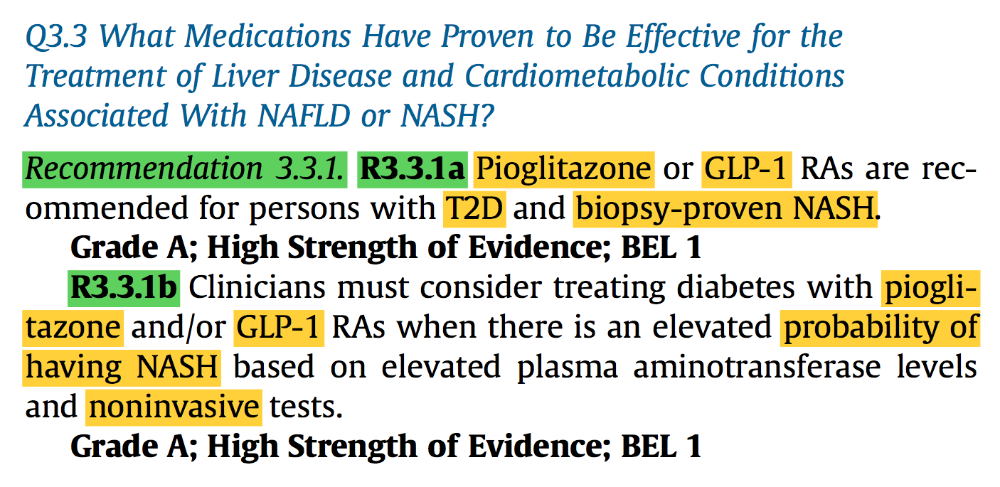 Q3.3 What Medications Have Proven to Be Effective for the
Treatment of Liver Disease and Cardiometabolic Conditions
Associated With NAFLD or NASH?
Recommendation 3.3.1. R3.3.1a Pioglitazone or GLP-1 RAs are rec-
ommended for persons with T2D and biopsy-proven NASH.
Grade A; High Strength of Evidence; BEL 1
R3.3.1b Clinicians must consider treating diabetes with piogli-
tazone and/or GLP-1 RAs when there is an elevated probability of
having NASH based on elevated plasma aminotransferase levels
and noninvasive tests.
Grade A; High Strength of Evidence; BEL 1